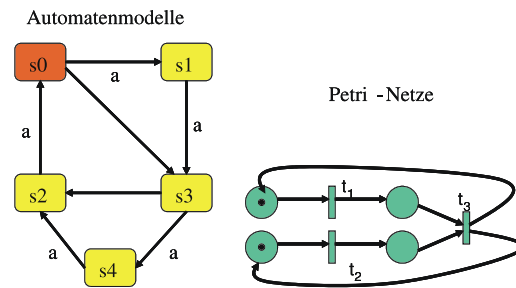 Automatenmodelle
s0
a
s1
a
a
s2
s3
a
a
s4
Petri - Netze
t1
t3
t2